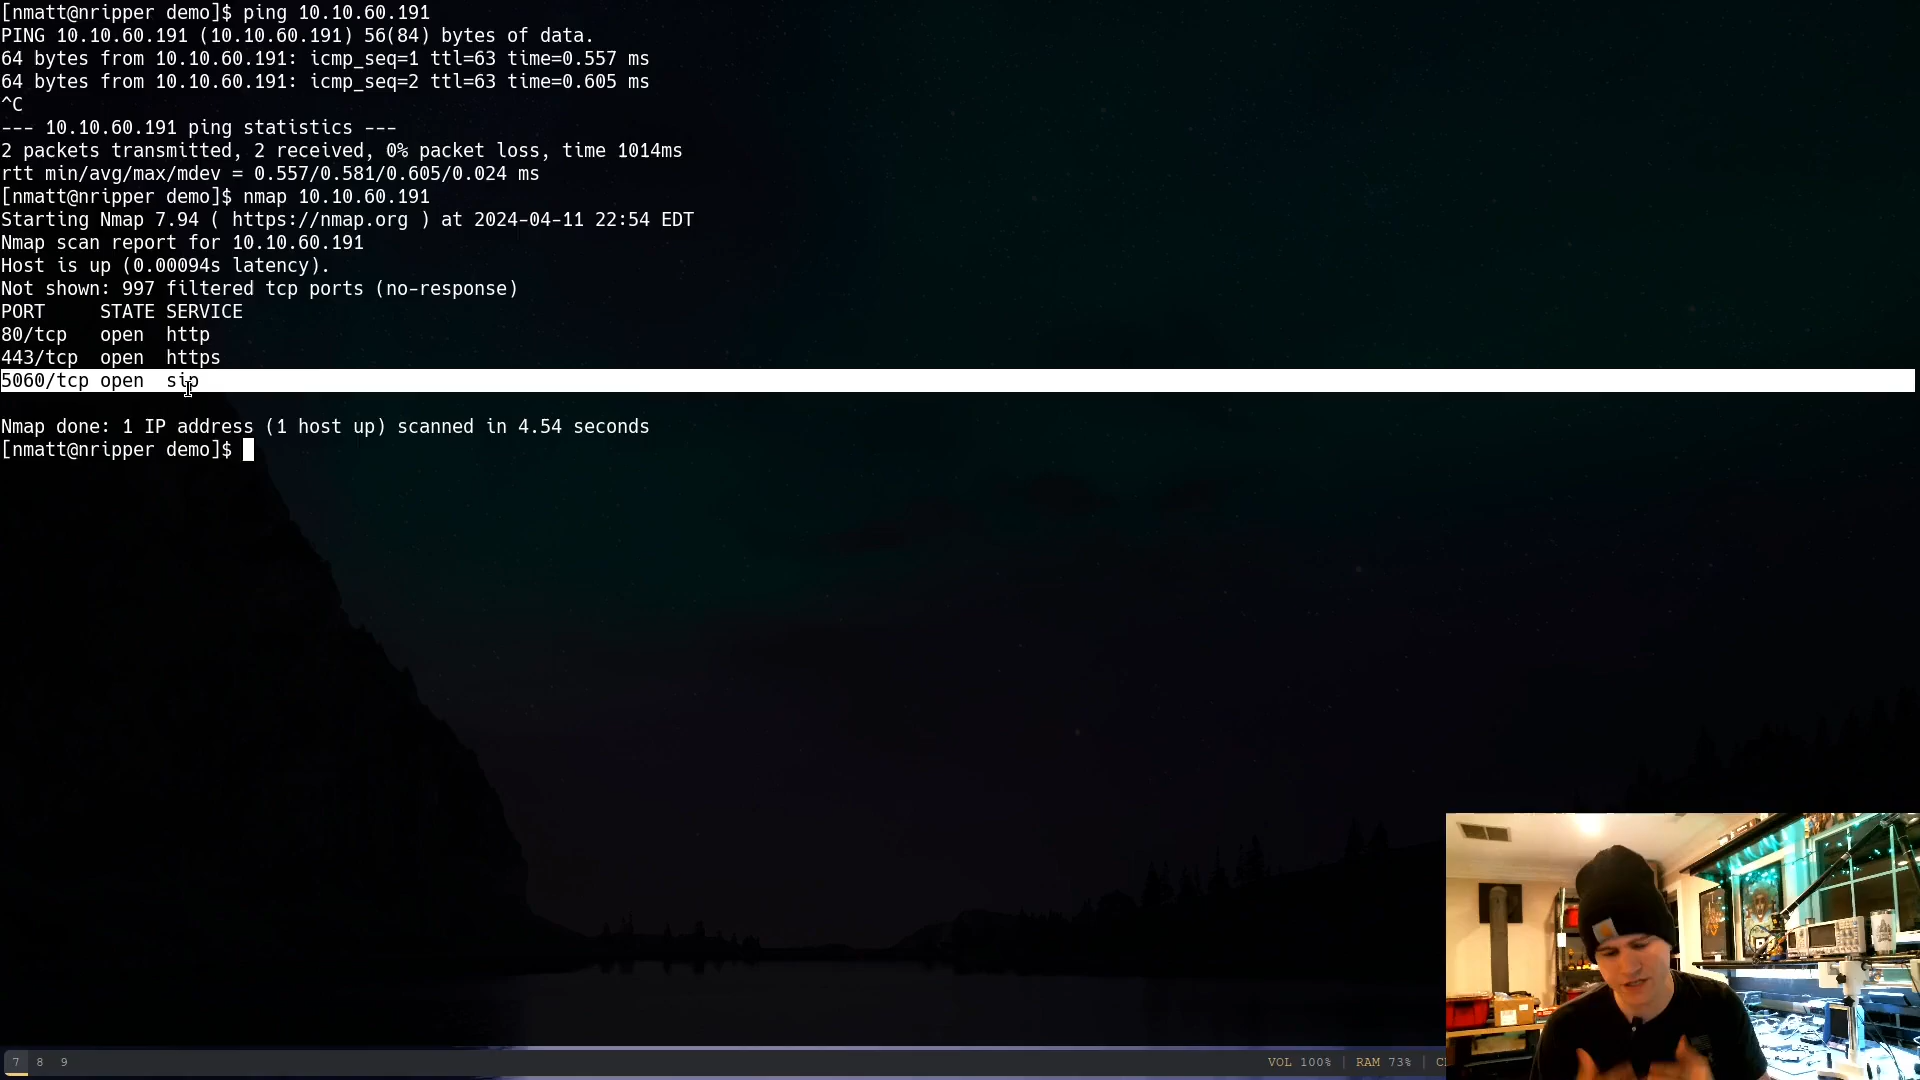 [nmatt@nripper demo]$ ping 10.10.60.191
PING 10.10.60.191 (10.10.60.191) 56(84) bytes of data.
64 bytes from 10.10.60.191: icmp_seq=1 ttl=63 time=0.557 ms
64 bytes from 10.10.60.191: icmp_seq=2 ttl=63 time=0.605 ms
^C
--- 10.10.60.191 ping statistics ---
2 packets transmitted, 2 received, 0% packet loss, time 1014ms
rtt min/avg/max/mdev = 0.557/0.581/0.605/0.024 ms
[nmatt@nripper demo]$ nmap 10.10.60.191
Starting Nmap 7.94 ( https://nmap.org ) at 2024-04-11 22:54 EDT
Nmap scan report for 10.10.60.191
Host is up (0.00094s latency).
Not shown: 997 filtered tcp ports (no-response)
PORT     STATE SERVICE
80/tcp   open  http
443/tcp  open  https
5060/tcp open  sip
Nmap done: 1 IP address (1 host up) scanned in 4.54 seconds
[nmatt@nripper demo]$
7 8 9 VOL 100% | RAM 73% |